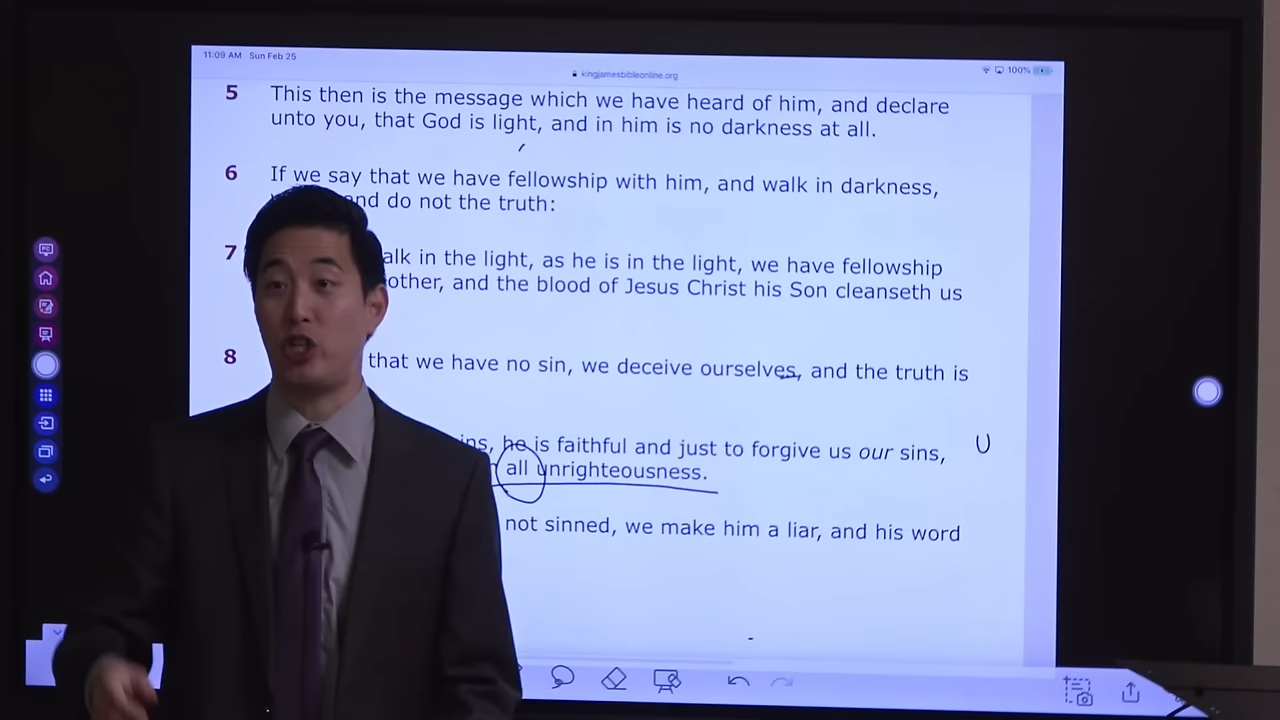 11:09 AM Sun Feb 25
kingjamesbibleonline.org
100%
5 This then is the message which we have heard of him, and declare
unto you, that God is light, and in him is no darkness at all.
6 If we say that we have fellowship with him, and walk in darkness,
and do not the truth:
7 alk in the light, as he is in the light, we have fellowship
other, and the blood of Jesus Christ his Son cleanseth us
8 that we have no sin, we deceive ourselves, and the truth is
ins, he is faithful and just to forgive us our sins, U
all unrighteousness.
not sinned, we make him a liar, and his word